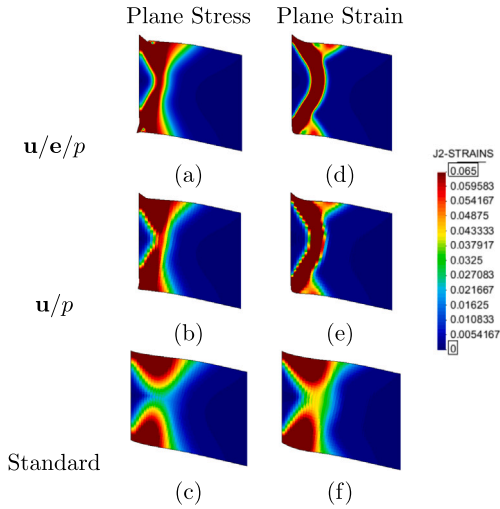 Plane Stress Plane Strain
u/e/p
(a) (d)
J2-STRAINS
0.065
0.059583
0.054167
0.04875
0.043333
0.037917
0.0325
0.027083
0.021667
0.01625
0.010833
0.0054167
0
u/p
(b) (e)
Standard
(c) (f)